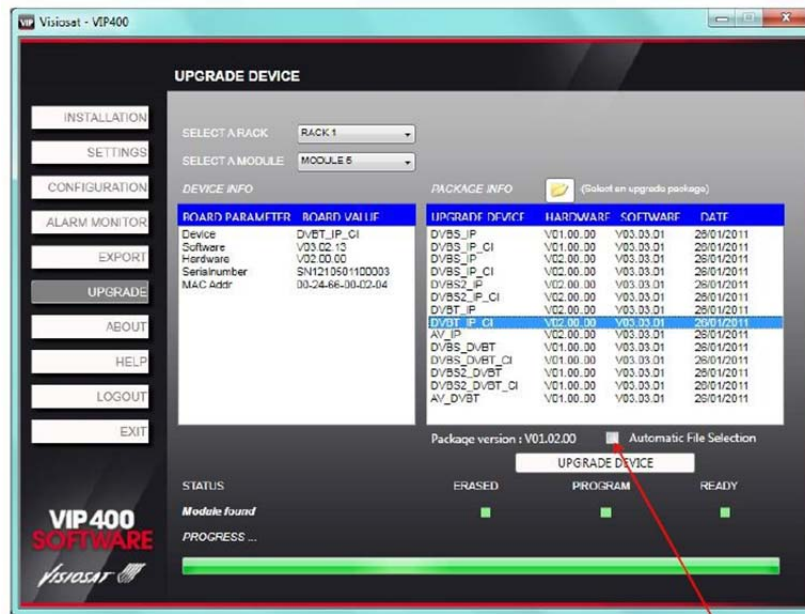 VIP Visiosat - VIP400
UPGRADE DEVICE
INSTALLATION
SETTINGS
CONFIGURATION
ALARM MONITOR
EXPORT
UPGRADE
ABOUT
HELP
LOGOUT
EXIT
SELECT A RACK RACK 1
SELECT A MODULE MODULE 5
DEVICE INFO
BOARD PARAMETER BOARD VALUE
Device DVBT_IP_CI
Software V03.02.13
Hardware V02.00.00
Serialnumber SN1210501100003
MAC Addr 00-24-66-00-02-04
PACKAGE INFO (Select an upgrade package)
UPGRADE DEVICE HARDWARE SOFTWARE DATE
DVBS_IP V01.00.00 V03.03.01 26/01/2011
DVBS_IP_CI V01.00.00 V03.03.01 26/01/2011
DVBS_IP V02.00.00 V03.03.01 26/01/2011
DVBS_IP_CI V02.00.00 V03.03.01 26/01/2011
DVBS2_IP V02.00.00 V03.03.01 26/01/2011
DVBS2_IP_CI V02.00.00 V03.03.01 26/01/2011
DVBT_IP V02.00.00 V03.03.01 26/01/2011
DVBT_IP_CI V02.00.00 V03.03.01 26/01/2011
AV_IP V02.00.00 V03.03.01 26/01/2011
DVBS_DVBT V01.00.00 V03.03.01 26/01/2011
DVBS_DVBT_CI V01.00.00 V03.03.01 26/01/2011
DVBS2_DVBT V01.00.00 V03.03.01 26/01/2011
DVBS2_DVBT_CI V01.00.00 V03.03.01 26/01/2011
AV_DVBT V01.00.00 V03.03.01 26/01/2011
Package version : V01.02.00 Automatic File Selection
UPGRADE DEVICE
STATUS ERASED PROGRAM READY
Module found
PROGRESS ...
VIP400
SOFTWARE
VISIOSAT